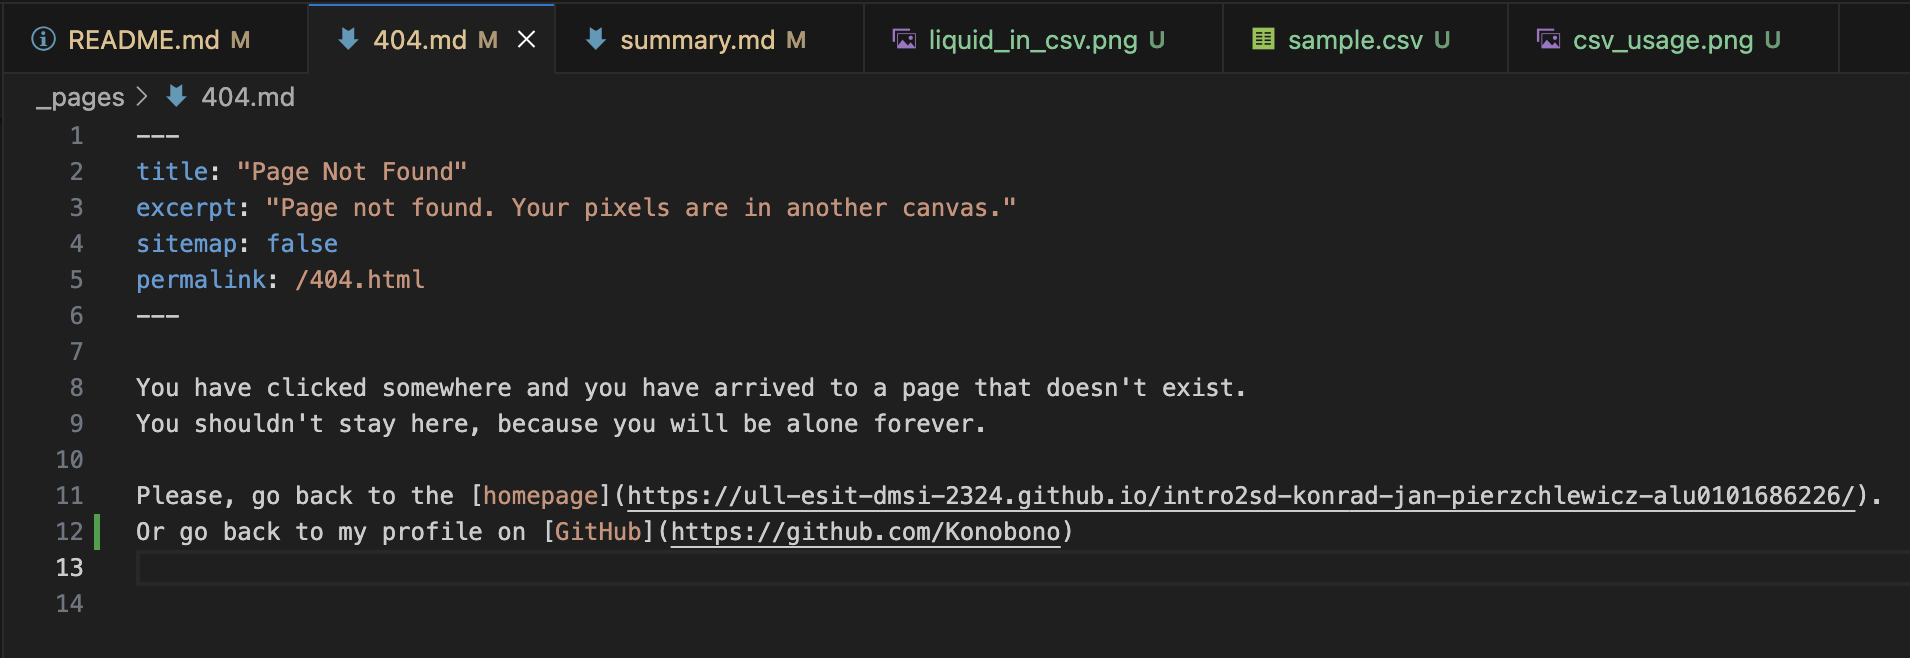 README.md M
404.md M
summary.md M
liquid_in_csv.png U
sample.csv U
csv_usage.png U
_pages > 404.md
1 ---
2 title: "Page Not Found"
3 excerpt: "Page not found. Your pixels are in another canvas."
4 sitemap: false
5 permalink: /404.html
6 ---
7
8 You have clicked somewhere and you have arrived to a page that doesn't exist.
9 You shouldn't stay here, because you will be alone forever.
10
11 Please, go back to the [homepage](https://ull-esit-dmsi-2324.github.io/intro2sd-konrad-jan-pierzchlewicz-alu0101686226/).
12 Or go back to my profile on [GitHub](https://github.com/Konobono)
13
14